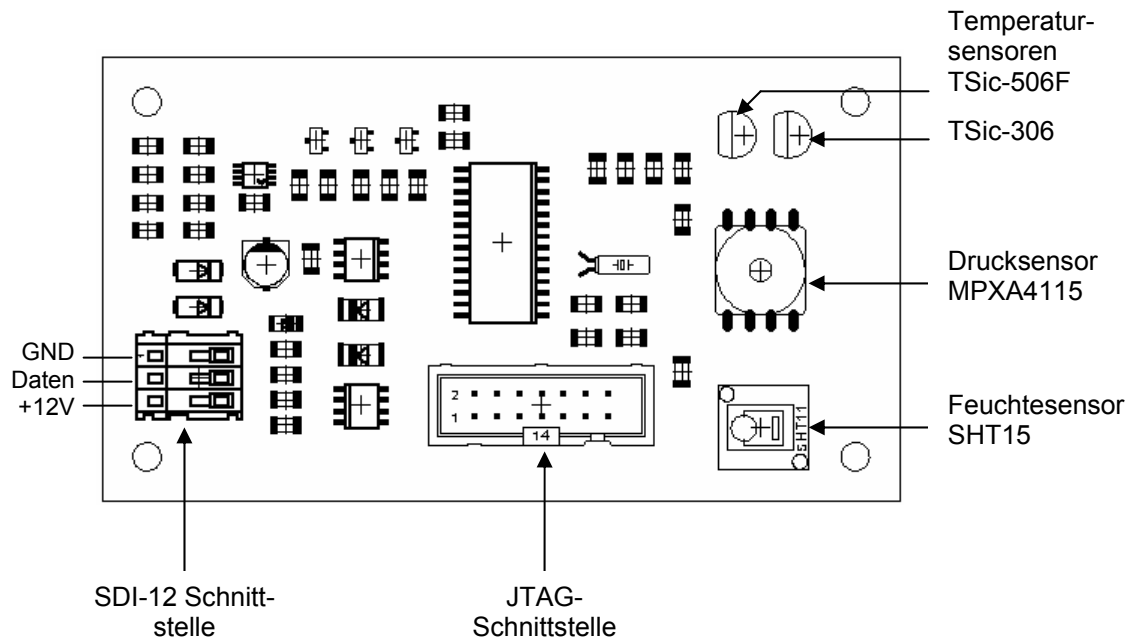 Temperatur-
sensoren
TSic-506F
TSic-306
Drucksensor
MPXA4115
GND
Daten
+12V
2
1
14
SHT11
Feuchtesensor
SHT15
SDI-12 Schnitt-
stelle
JTAG-
Schnittstelle